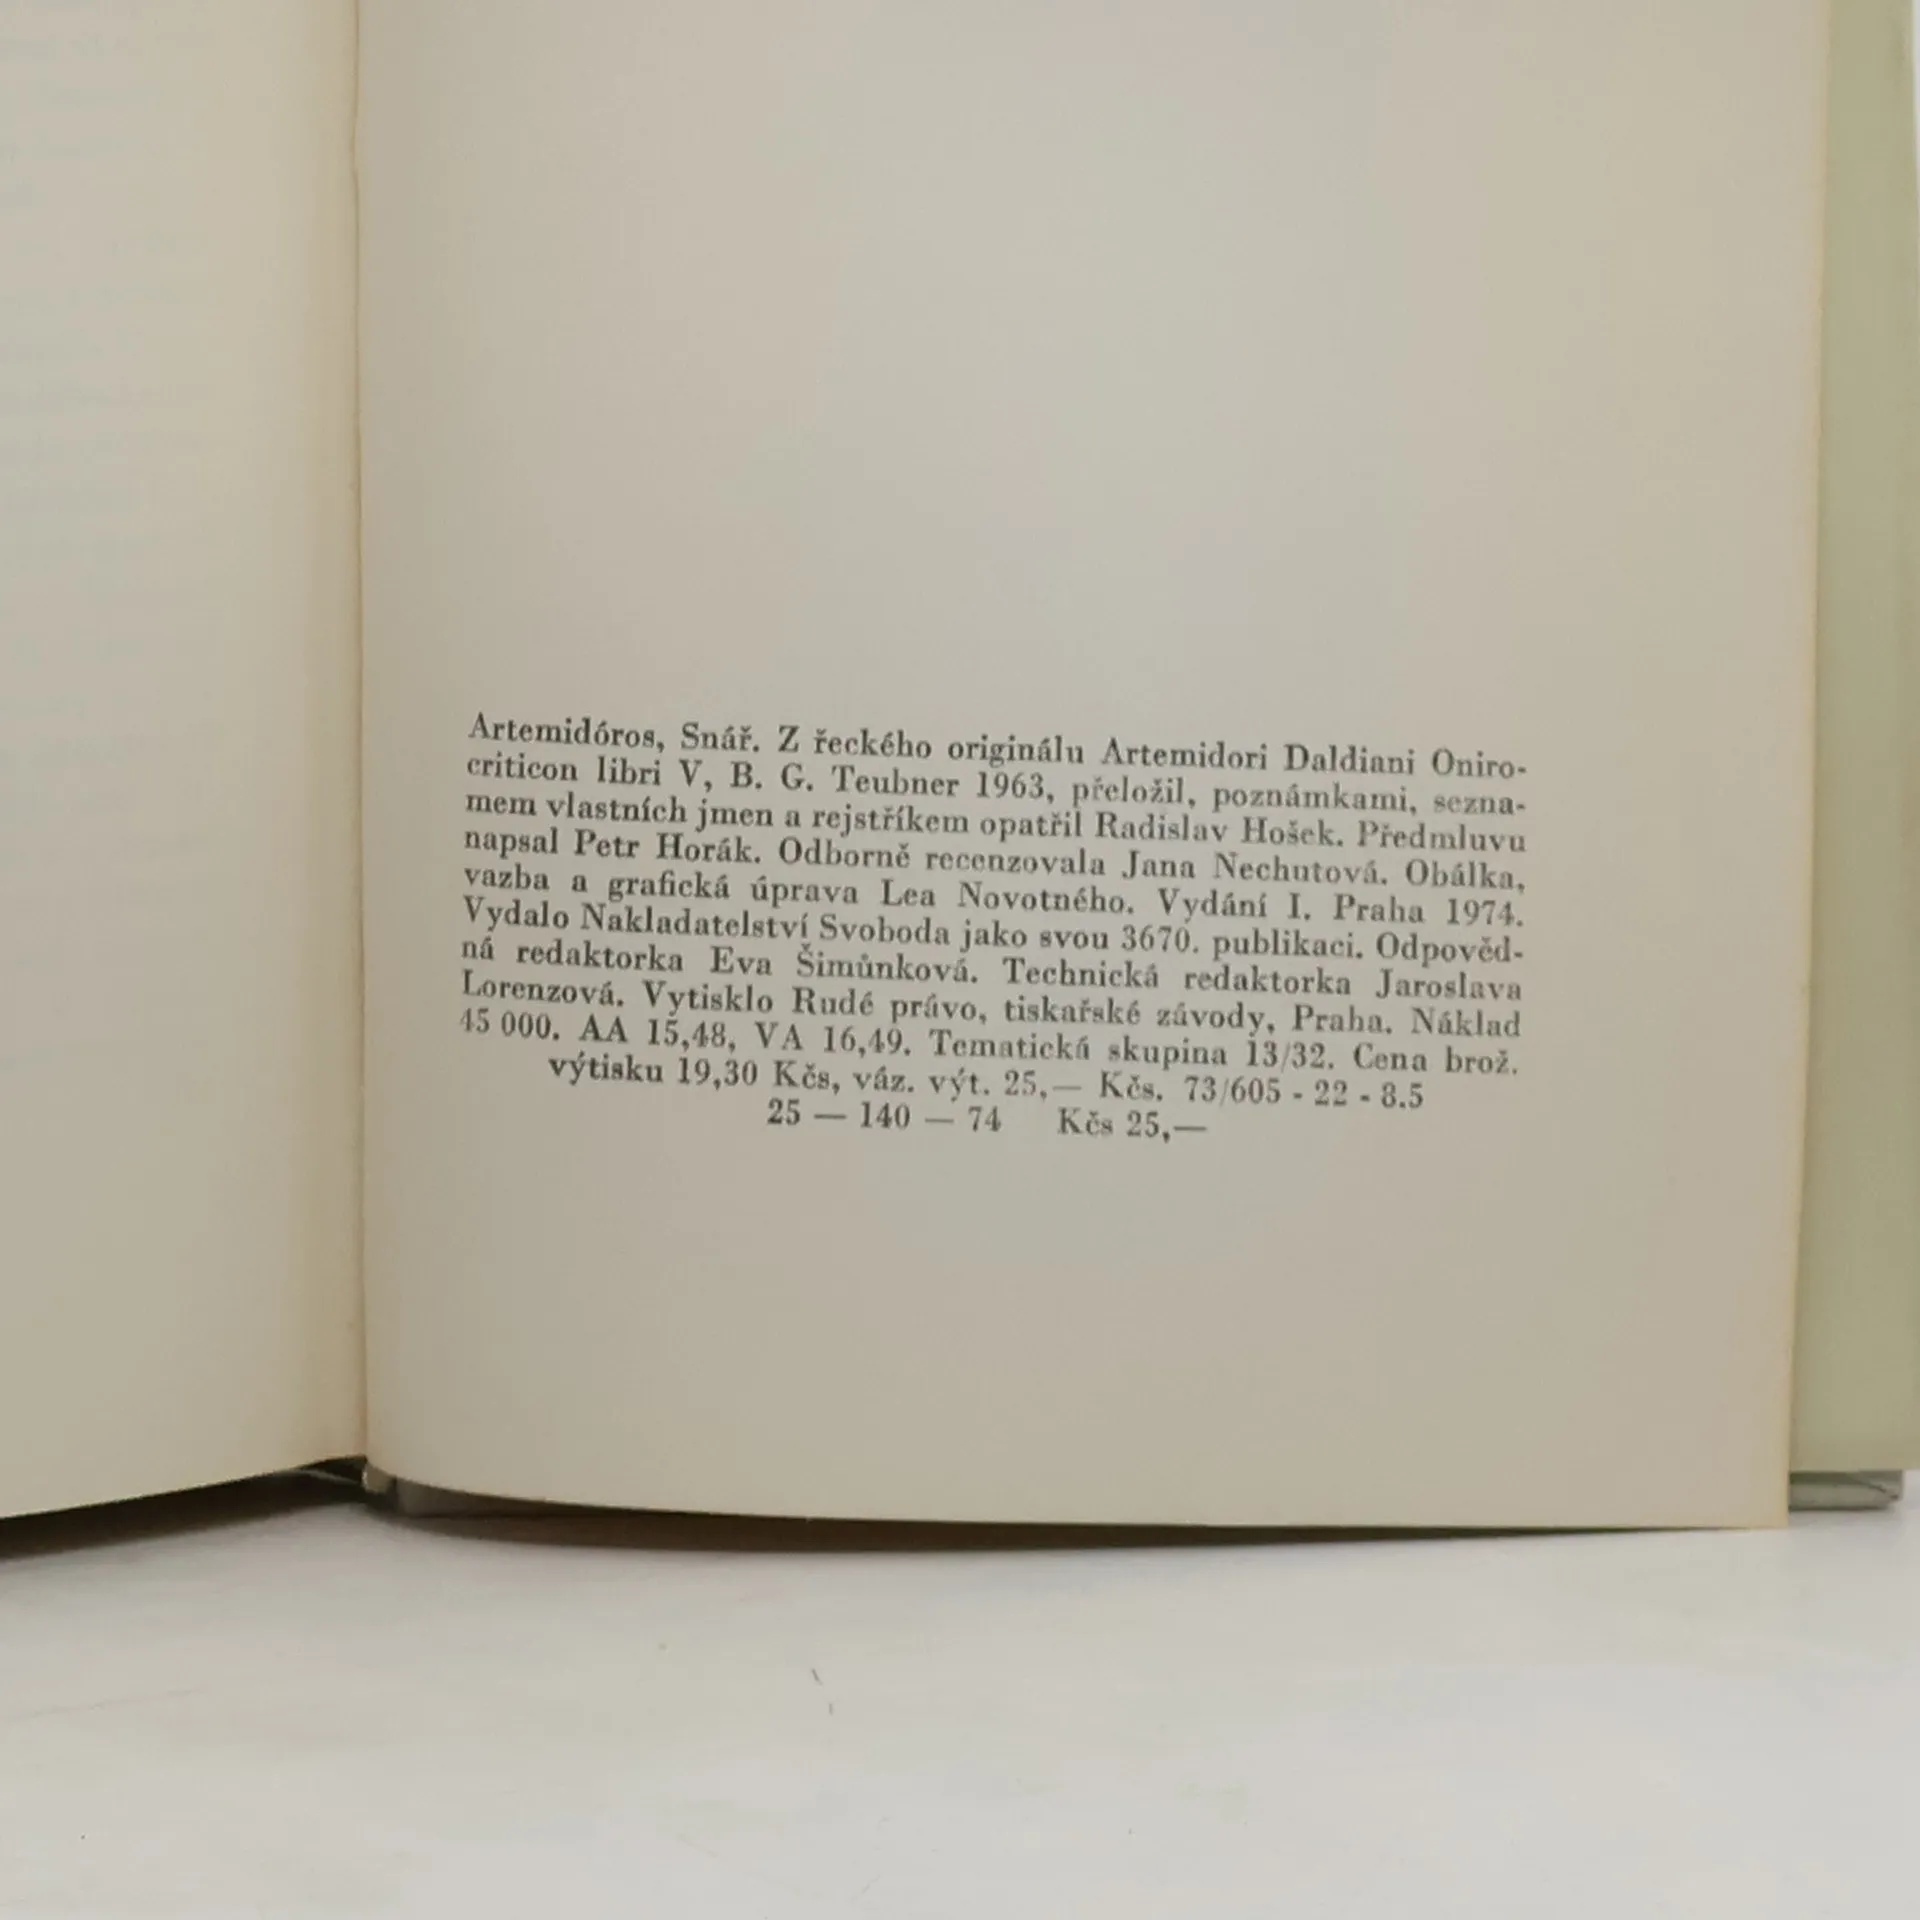 Artemidóros, Snář. Z řeckého originálu Artemidori Daldiani Oniro-
criticon libri V, B. G. Teubner 1963, přeložil, poznámkami, sezna-
mem vlastních jmen a rejstříkem opatřil Radislav Hošek. Předmluvu
napsal Petr Horák. Odborně recenzovala Jana Nechutová. Obálka,
vazba a grafická úprava Lea Novotného. Vydání I. Praha 1974.
Vydalo Nakladatelství Svoboda jako svou 3670. publikaci. Odpověd-
ná redaktorka Eva Šimůnková. Technická redaktorka Jaroslava
Lorenzová. Vytisklo Rudé právo, tiskařské závody, Praha. Náklad
45 000. AA 15,48, VA 16,49. Tematická skupina 13/32. Cena brož.
výtisku 19,30 Kčs, váz. výt. 25,— Kčs. 73/605 - 22 - 8.5
25 — 140 — 74 Kčs 25,—